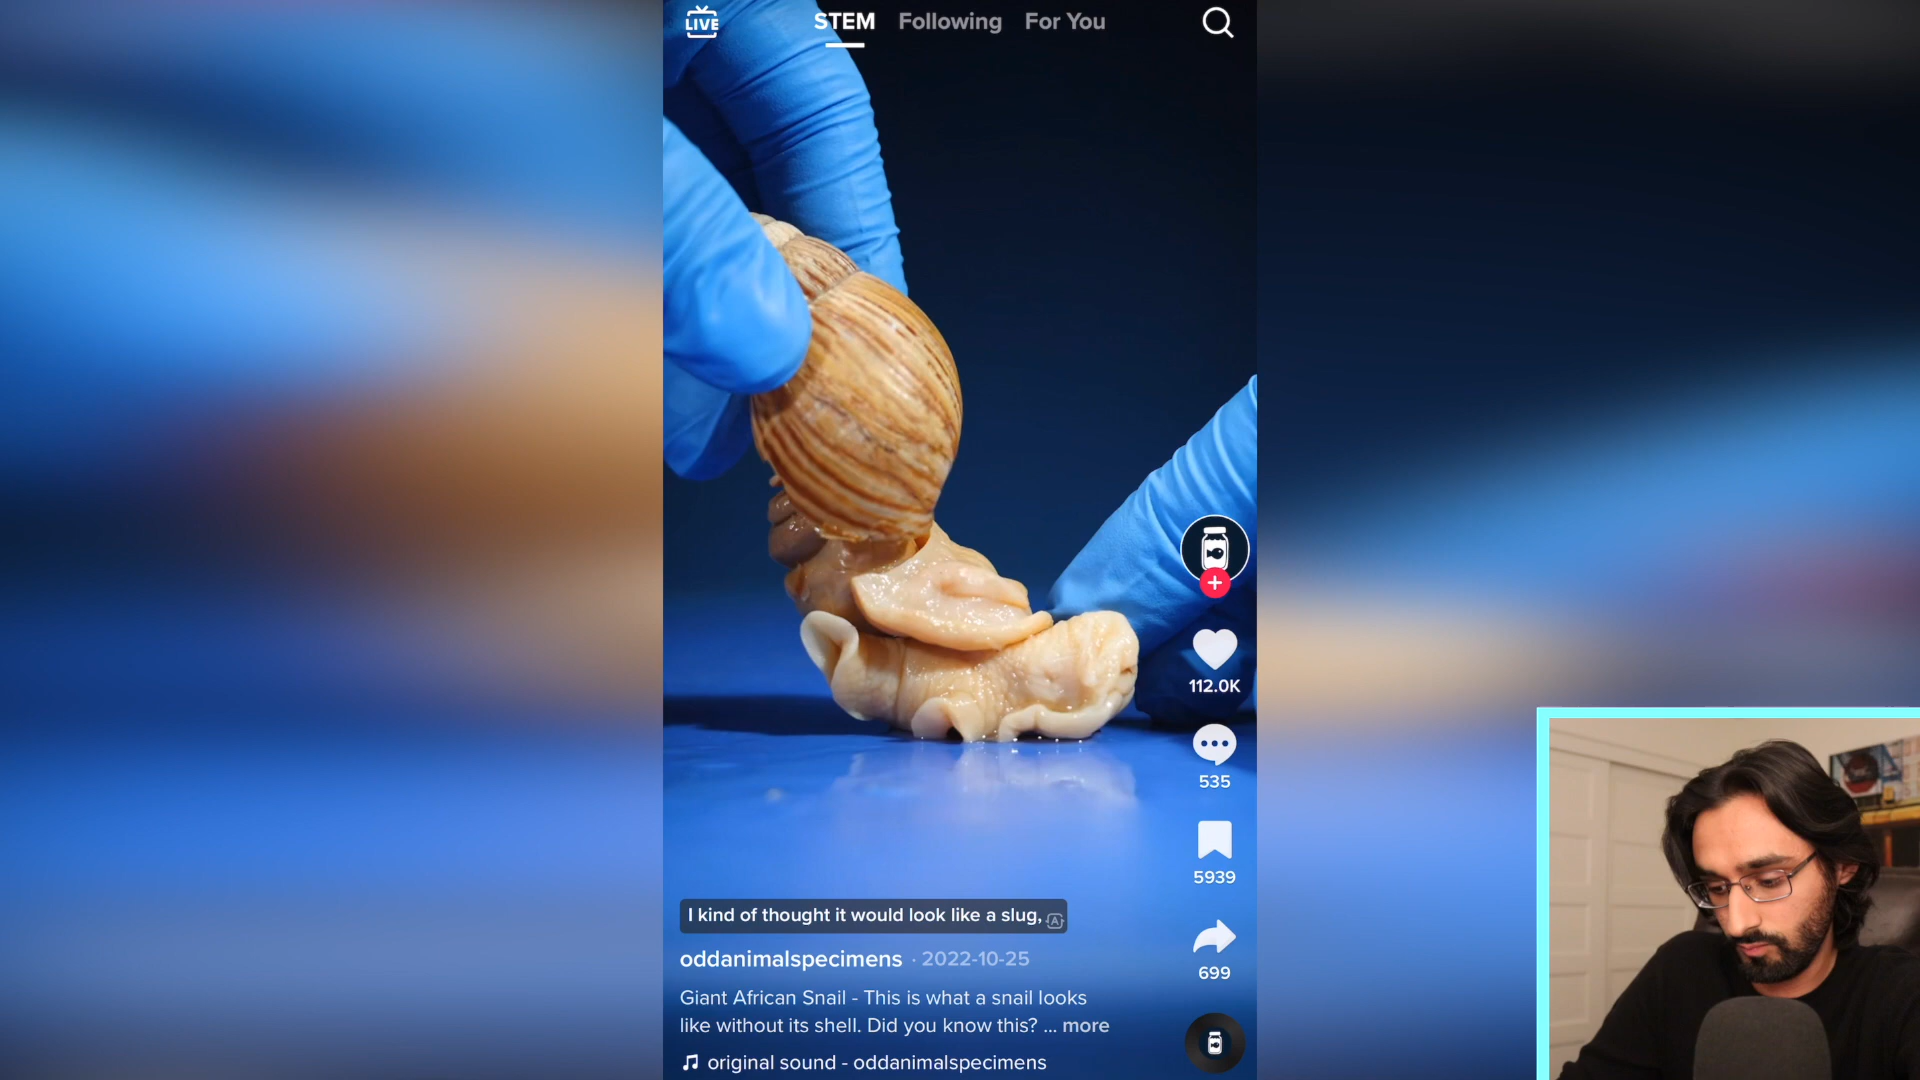 LIVE
STEM Following For You
112.0K
535
5939
699
I kind of thought it would look like a slug,
oddanimalspecimens · 2022-10-25
Giant African Snail - This is what a snail looks
like without its shell. Did you know this? ... more
original sound - oddanimalspecimens